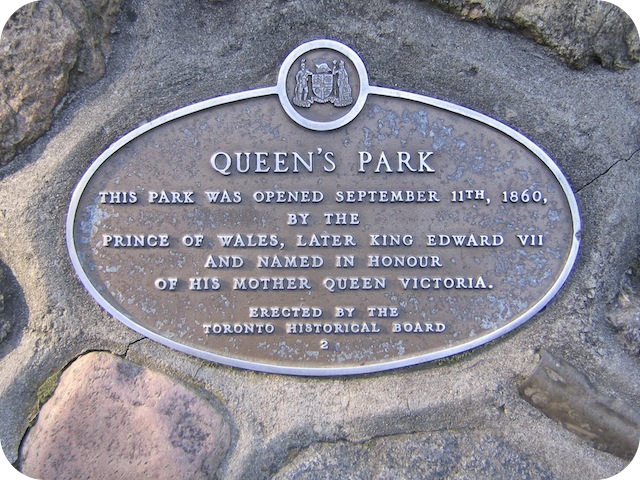 QUEEN'S PARK
THIS PARK WAS OPENED SEPTEMBER 11TH, 1860,
BY THE
PRINCE OF WALES, LATER KING EDWARD VII
AND NAMED IN HONOUR
OF HIS MOTHER QUEEN VICTORIA.
ERECTED BY THE
TORONTO HISTORICAL BOARD
2